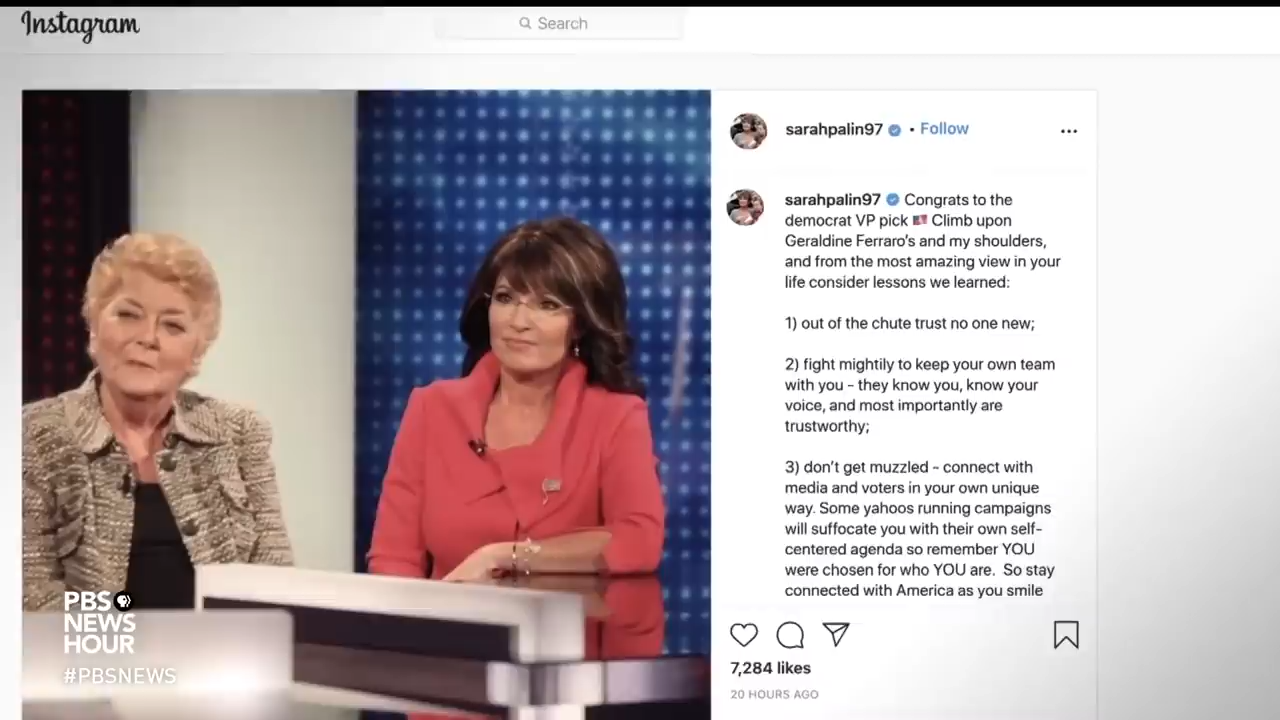 Instagram
Search
sarahpalin97 • Follow
sarahpalin97 Congrats to the
democrat VP pick 🇺🇸 Climb upon
Geraldine Ferraro's and my shoulders,
and from the most amazing view in your
life consider lessons we learned:
1) out of the chute trust no one new;
2) fight mightily to keep your own team
with you - they know you, know your
voice, and most importantly are
trustworthy;
3) don't get muzzled - connect with
media and voters in your own unique
way. Some yahoos running campaigns
will suffocate you with their own self-
centered agenda so remember YOU
were chosen for who YOU are.  So stay
connected with America as you smile
7,284 likes
20 HOURS AGO
PBS
NEWS
HOUR
#PBSNEWS